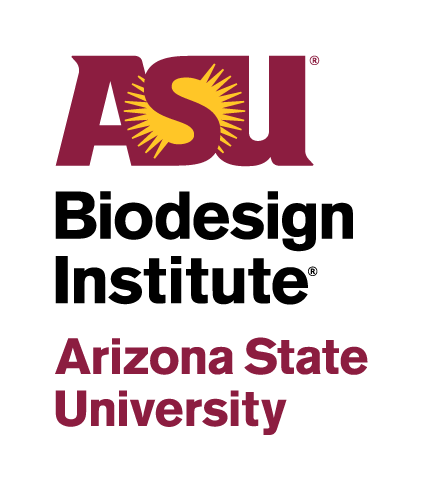 ASU®
Biodesign
Institute®
Arizona State
University